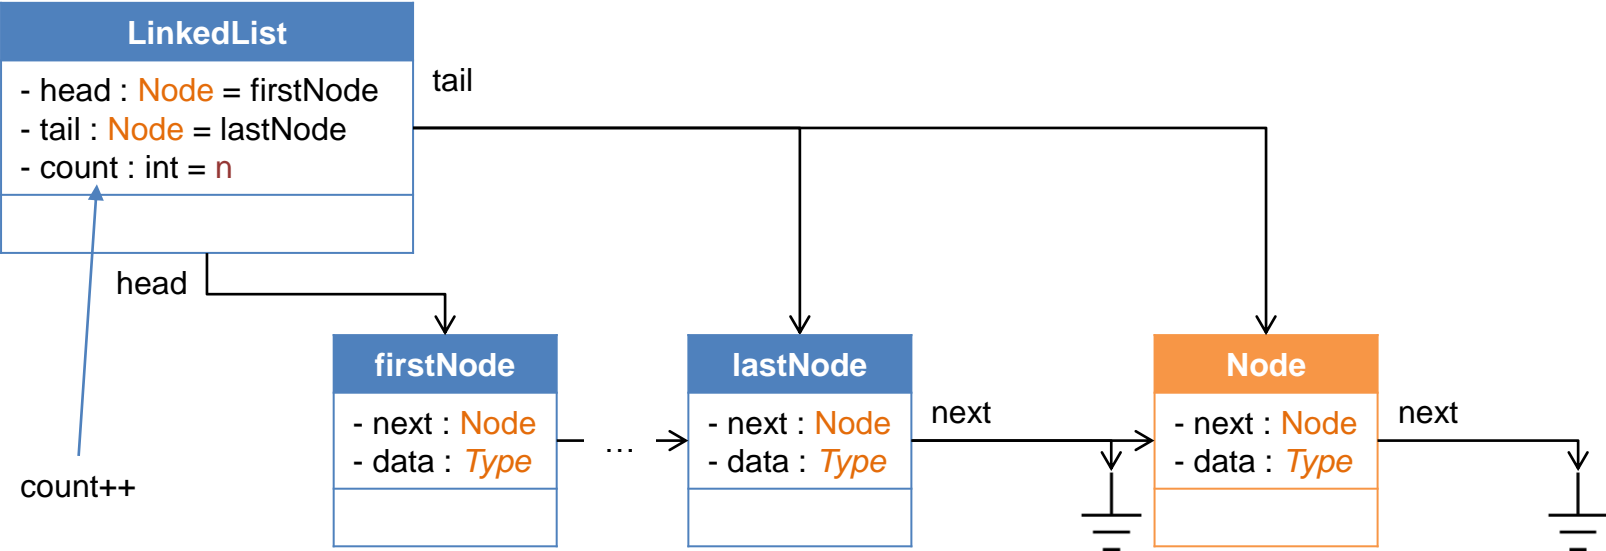 LinkedList
- head : Node = firstNode
- tail : Node = lastNode
- count : int = n
tail
head
count++
firstNode
- next : Node
- data : Type
...
lastNode
- next : Node
- data : Type
next
Node
- next : Node
- data : Type
next